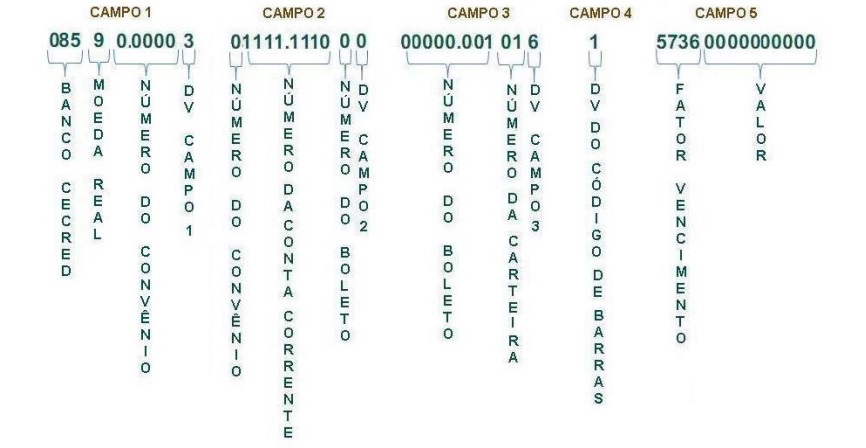 CAMPO 1 CAMPO 2 CAMPO 3 CAMPO 4 CAMPO 5
085 9 0.0000 3 01111.1110 0 0 00000.001 01 6 1 5736 0000000000
BANCO CECRED
MOEDA REAL
NÚMERO DO CONVÊNIO
DV CAMPO 1
NÚMERO DO CONVÊNIO
NÚMERO DA CONTA CORRENTE
NÚMERO DO BOLETO
DV CAMPO 2
NÚMERO DO BOLETO
NÚMERO DA CARTEIRA
DV CAMPO 3
DV DO CÓDIGO DE BARRAS
FATOR VENCIMENTO
VALOR